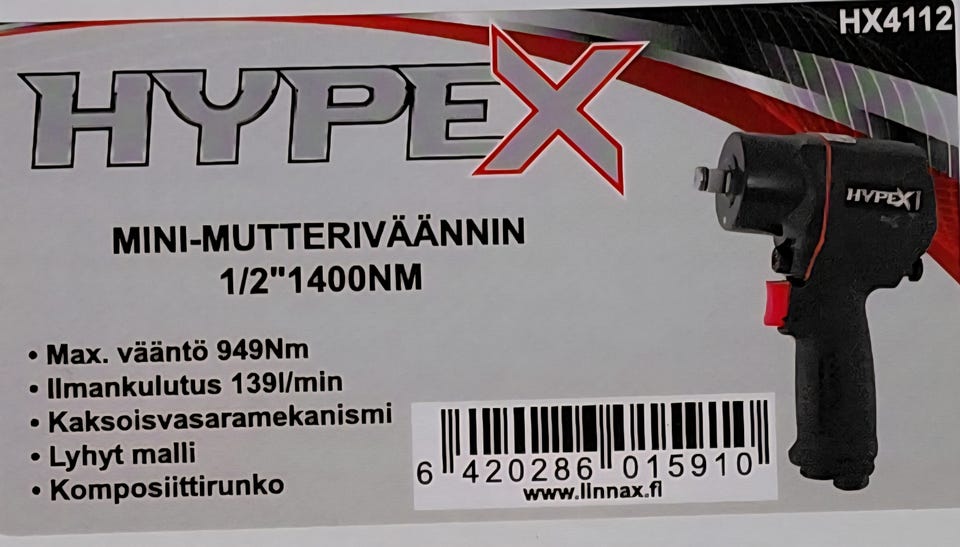 HX4112
HYPEX
HYPEX
MINI-MUTTERIVÄÄNNIN
1/2"1400NM
• Max. vääntö 949Nm
• Ilmankulutus 139l/min
• Kaksoisvasaramekanismi
• Lyhyt malli
• Komposiittirunko
6 420286 015910
www.linnax.fi